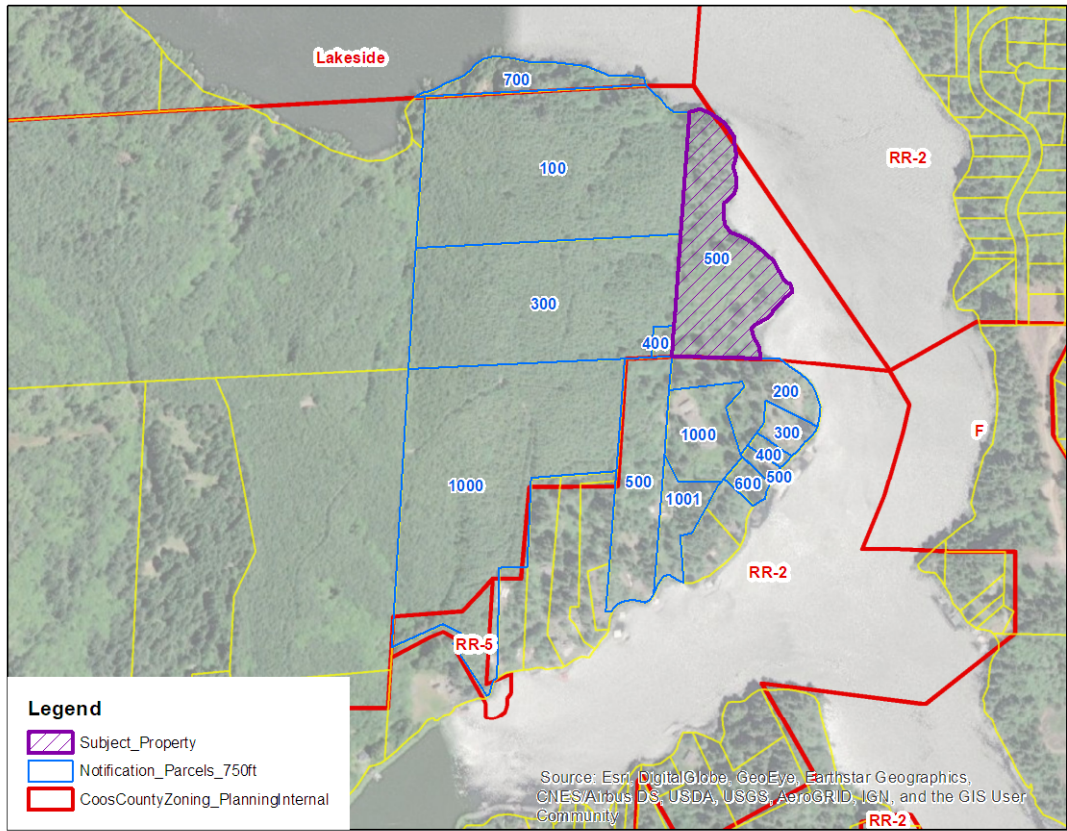 Lakeside
700
RR-2
100
500
300
400
200
1000
300
F
400
500
1000
500
600
1001
RR-2
RR-5
Legend
Subject_Property
Notification_Parcels_750ft
CoosCountyZoning_PlanningInternal
Source: Esri, DigitalGlobe, GeoEye, Earthstar Geographics,
CNES/Airbus DS, USDA, USGS, AeroGRID, IGN, and the GIS User
Community
RR-2